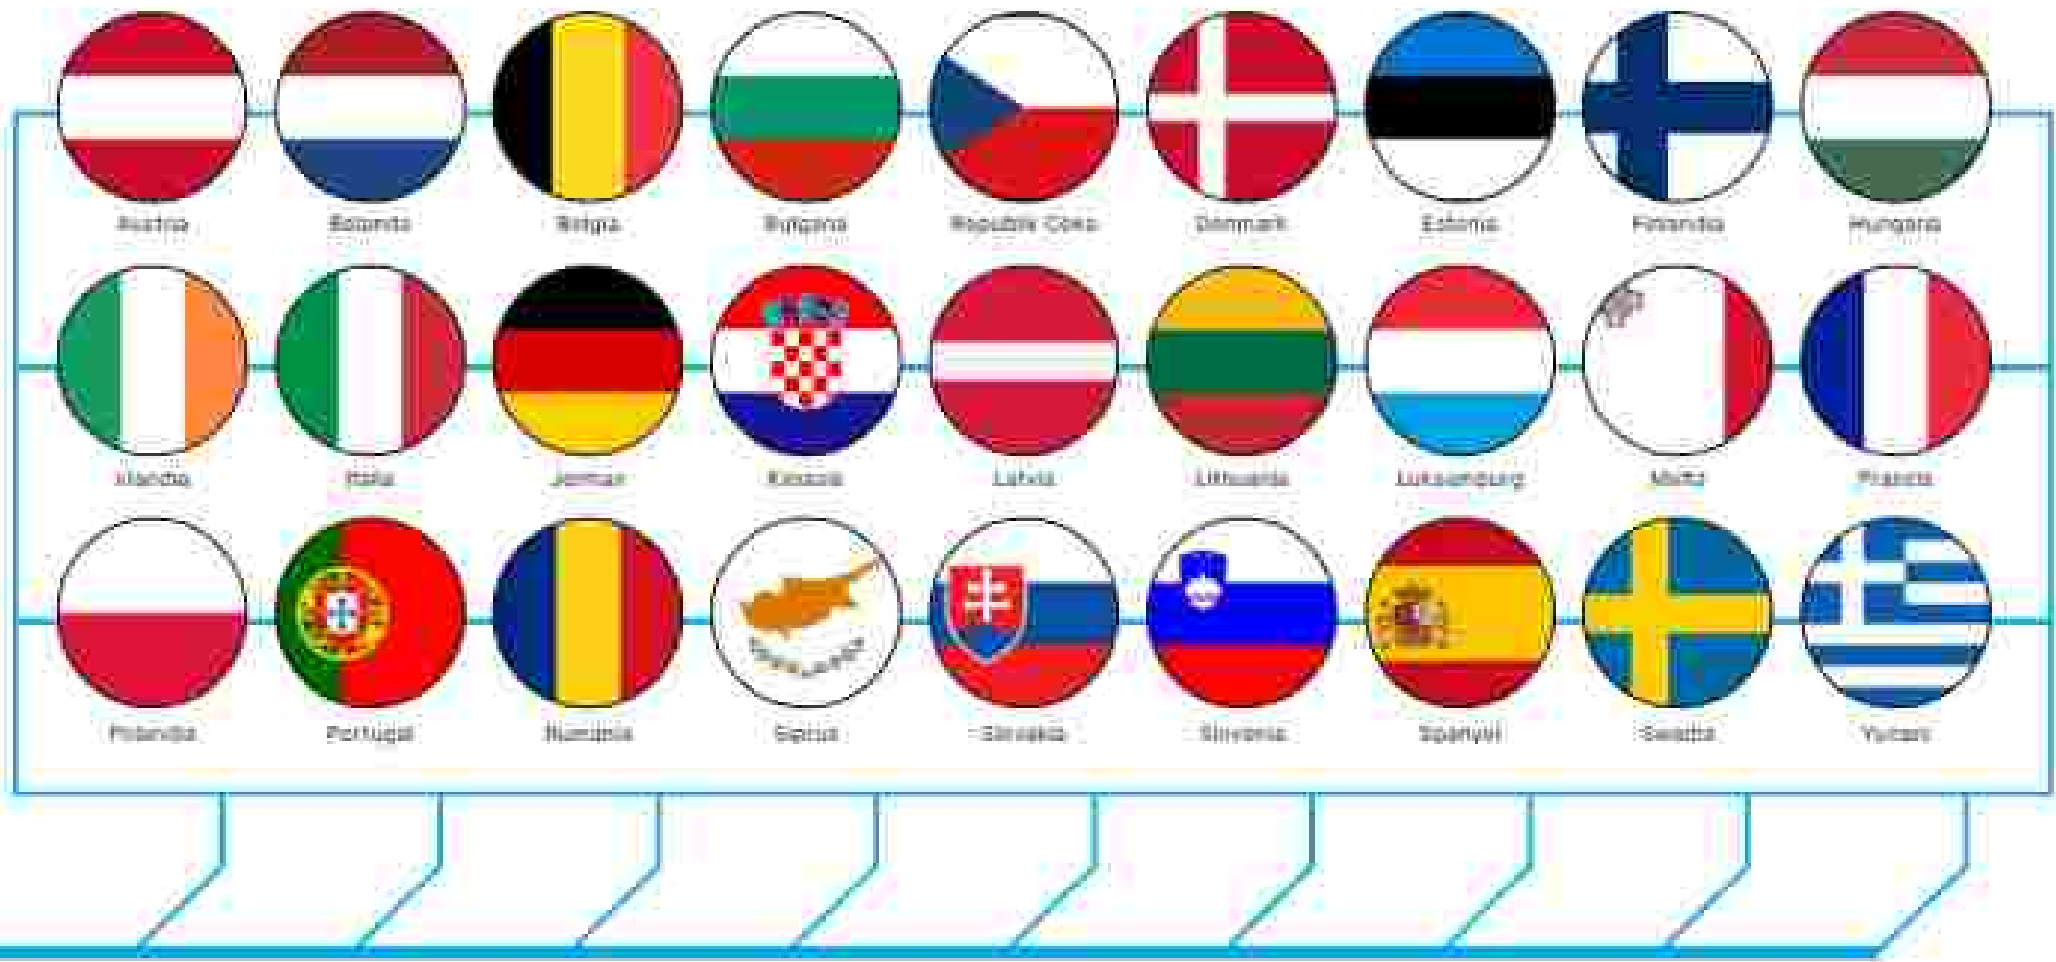 Austria
Belanda
Belgia
Bulgaria
Republik Ceko
Denmark
Estonia
Finlandia
Hungaria
Irlandia
Italia
Jerman
Kroasia
Latvia
Lithuania
Luksemburg
Malta
Prancis
Polandia
Portugal
Rumania
Siprus
Slovakia
Slovenia
Spanyol
Swedia
Yunani